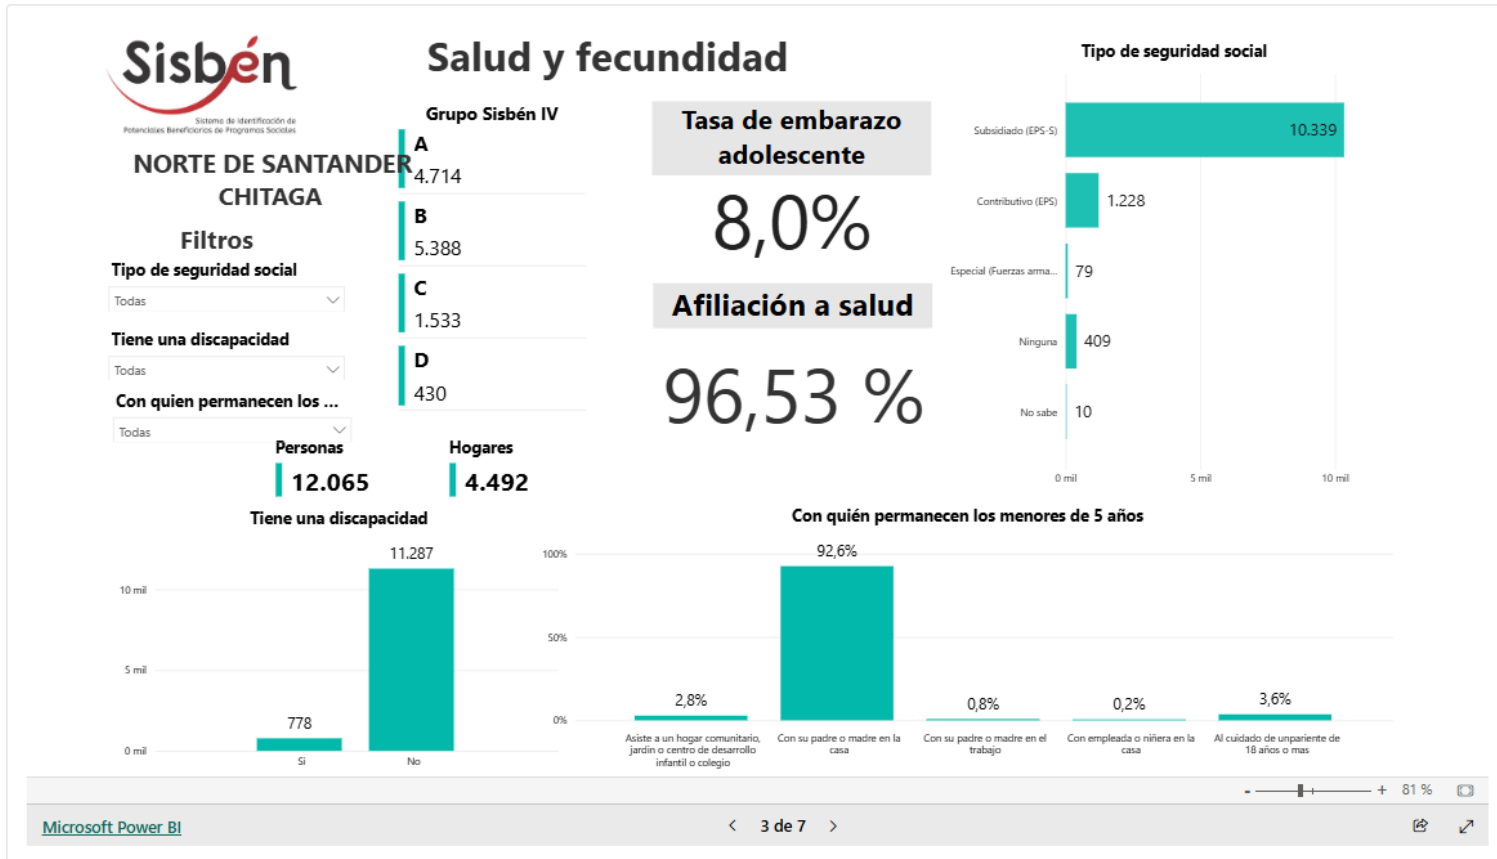 Sisbén
Sistema de Identificación de
Potenciales Beneficiarios de Programas Sociales
NORTE DE SANTANDER
CHITAGA
Filtros
Tipo de seguridad social
Todas
Tiene una discapacidad
Todas
Con quien permanecen los ...
Todas
Salud y fecundidad
Grupo Sisbén IV
A
4.714
B
5.388
C
1.533
D
430
Personas
12.065
Hogares
4.492
Tasa de embarazo
adolescente
8,0%
Afiliación a salud
96,53 %
Tipo de seguridad social
Subsidiado (EPS-S)
10.339
Contributivo (EPS)
1.228
Especial (Fuerzas arma...
79
Ninguna
409
No sabe
10
0 mil
5 mil
10 mil
Tiene una discapacidad
10 mil
5 mil
0 mil
778
11.287
Si
No
Con quién permanecen los menores de 5 años
100%
50%
0%
2,8%
92,6%
0,8%
0,2%
3,6%
Asiste a un hogar comunitario,
jardín o centro de desarrollo
infantil o colegio
Con su padre o madre en la
casa
Con su padre o madre en el
trabajo
Con empleada o niñera en la
casa
Al cuidado de unpariente de
18 años o mas
- + 81 %
Microsoft Power BI
< 3 de 7 >